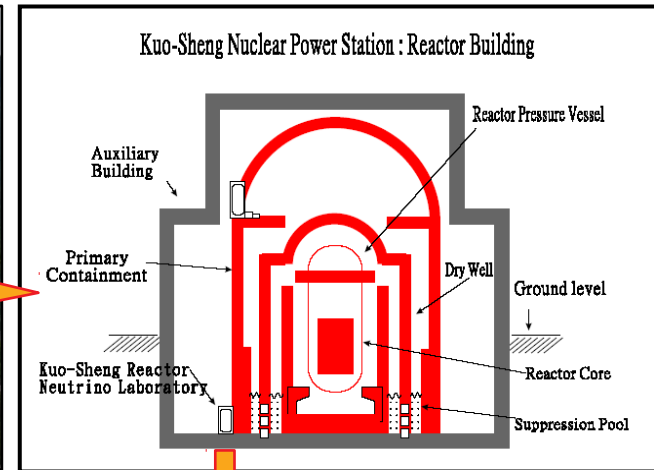 Kuo-Sheng Nuclear Power Station : Reactor Building
Reactor Pressure Vessel
Auxiliary
Building
Primary
Containment
Dry Well
Ground level
Kuo-Sheng Reactor
Neutrino Laboratory
Reactor Core
Suppression Pool